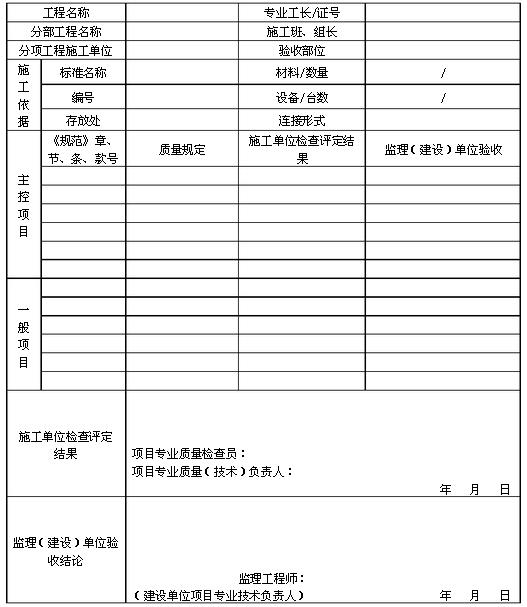 工程名称 专业工长/证号
分部工程名称 施工班、组长
分项工程施工单位 验收部位
施工依据 标准名称 材料/数量 /
编号 设备/台数 /
存放处 连接形式
主控项目 《规范》章、节、条、款号 质量规定 施工单位检查评定结果 监理(建设)单位验收
一般项目
施工单位检查评定
结果
项目专业质量检查员：
项目专业质量(技术)负责人：
年 月 日
监理(建设)单位验
收结论
监理工程师：
(建设单位项目专业技术负责人) 年 月 日